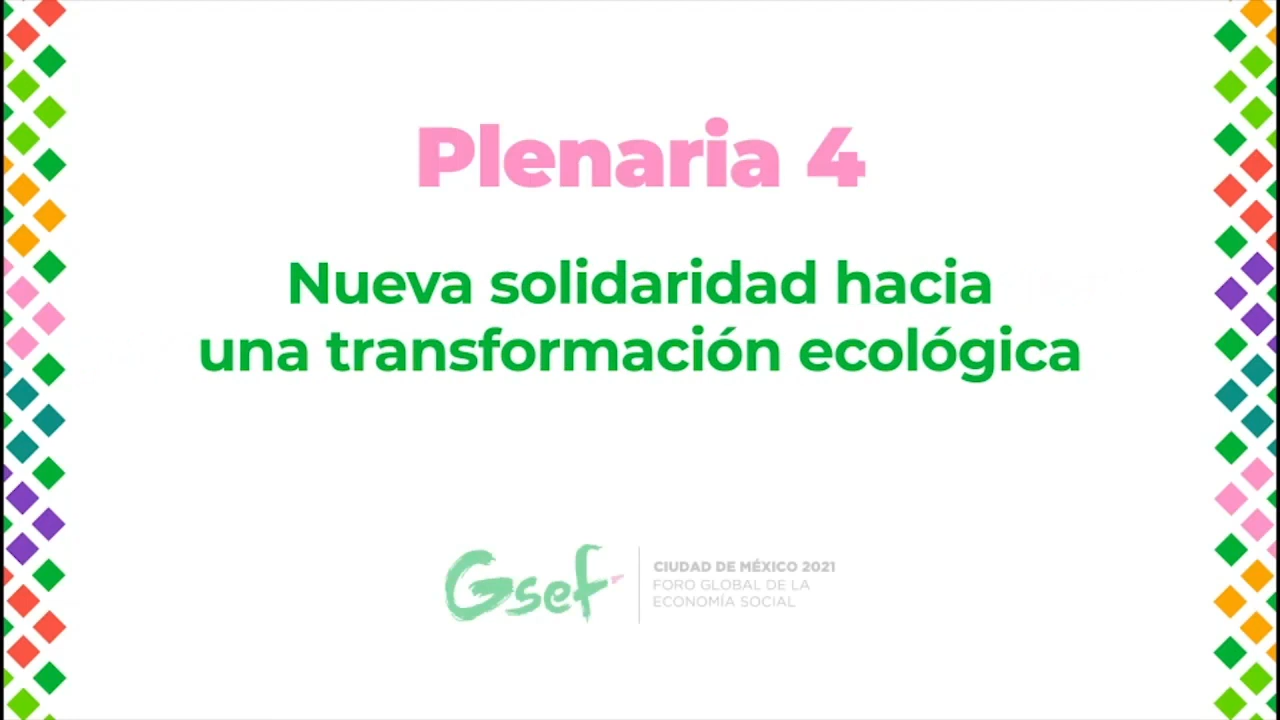 Plenaria 4
Nueva solidaridad hacia
una transformación ecológica
Gsef
CIUDAD DE MÉXICO 2021
FORO GLOBAL DE LA
ECONOMÍA SOCIAL